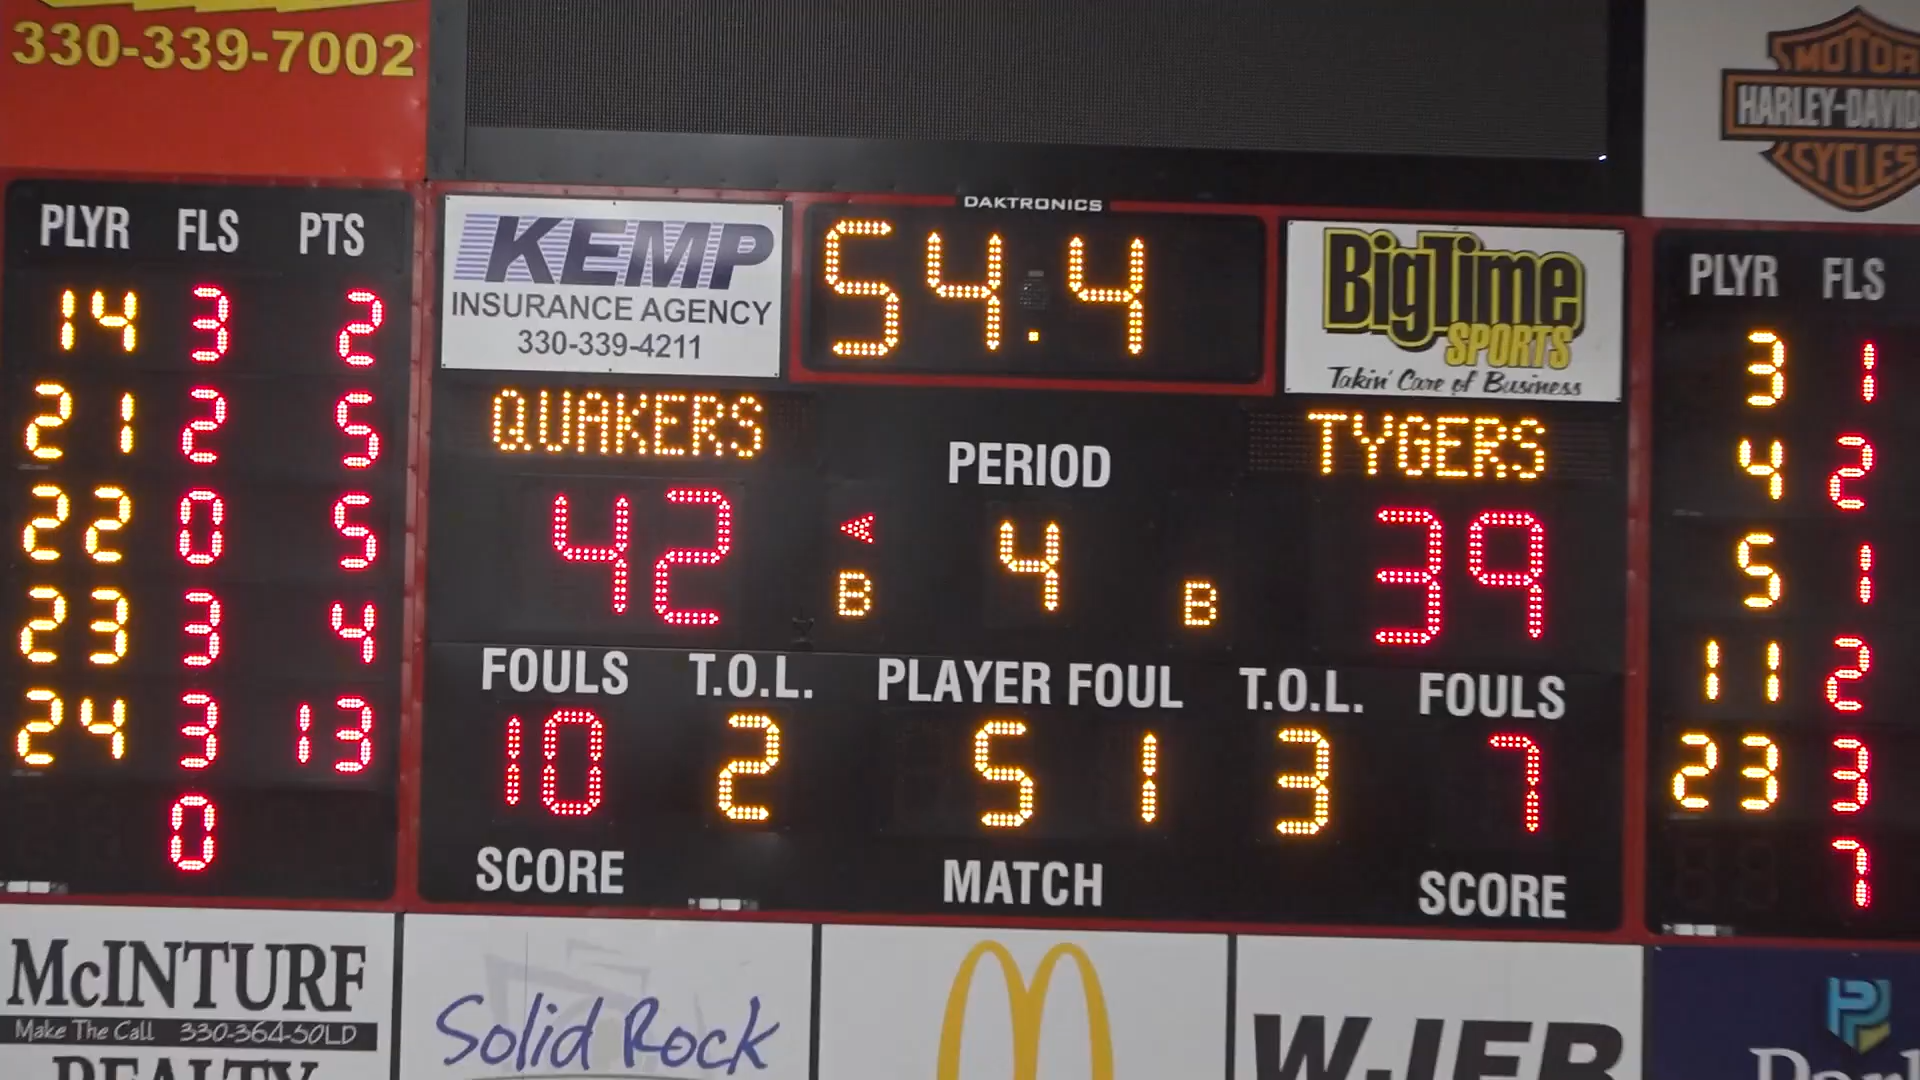 330-339-7002
MOTOR
HARLEY-DAVID
CYCLES
DAKTRONICS
PLYR FLS PTS
14 3 2
21 2 5
22 0 5
23 3 4
24 3 13
0
KEMP
INSURANCE AGENCY
330-339-4211
54.4
BigTime
SPORTS
Takin' Care of Business
QUAKERS
PERIOD
TYGERS
42
4
39
B
B
FOULS T.O.L. PLAYER FOUL T.O.L. FOULS
10 2 5 1 3 7
SCORE MATCH SCORE
PLYR FLS
3 1
4 2
5 1
11 2
23 3
7
McINTURF
Make The Call 330-364-SOLD
REALTY
Solid Rock
WJER